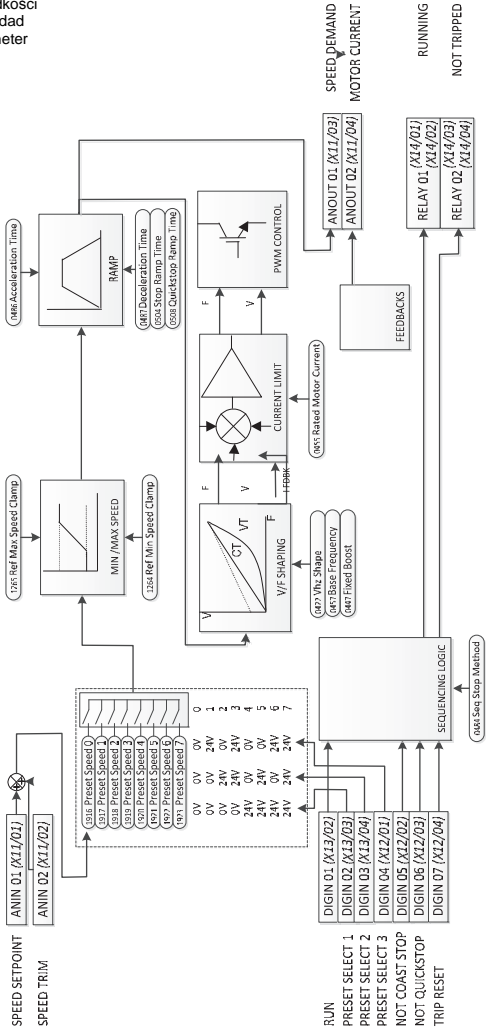 dkości
dad
neter
SPEED SETPOINT
SPEED TRIM
ANIN 01 (X11/01)
ANIN 02 (X11/02)
1916 Preset Speed 0
1917 Preset Speed 1
1918 Preset Speed 2
1919 Preset Speed 3
1920 Preset Speed 4
1921 Preset Speed 5
1922 Preset Speed 6
1923 Preset Speed 7
0V 0V 0V 0
0V 0V 24V 1
0V 24V 0V 2
0V 24V 24V 3
24V 0V 0V 4
24V 0V 0V 5
24V 24V 0V 6
24V 24V 24V 7
1265 Ref Max Speed Clamp
MIN /MAX SPEED
1264 Ref Min Speed Clamp
0486 Acceleration Time
RAMP
0487 Deceleration Time
0504 Stop Ramp Time
0508 Quickstop Ramp Time
V
CT
VT
F
V/F SHAPING
0422 Vhz Shape
0457 Base Frequency
0447 Fixed Boost
F
V
I FDBK
CURRENT LIMIT
0455 Rated Motor Current
F
V
PWM CONTROL
FEEDBACKS
ANOUT 01 (X11/03)
ANOUT 02 (X11/04)
SPEED DEMAND
MOTOR CURRENT
RUN
PRESET SELECT 1
PRESET SELECT 2
PRESET SELECT 3
NOT COAST STOP
NOT QUICKSTOP
TRIP RESET
DIGIN 01 (X13/02)
DIGIN 02 (X13/03)
DIGIN 03 (X13/04)
DIGIN 04 (X12/01)
DIGIN 05 (X12/02)
DIGIN 06 (X12/03)
DIGIN 07 (X12/04)
SEQUENCING LOGIC
0484 Seq Stop Method
RELAY 01 (X14/01)
(X14/02)
RELAY 02 (X14/03)
(X14/04)
RUNNING
NOT TRIPPED